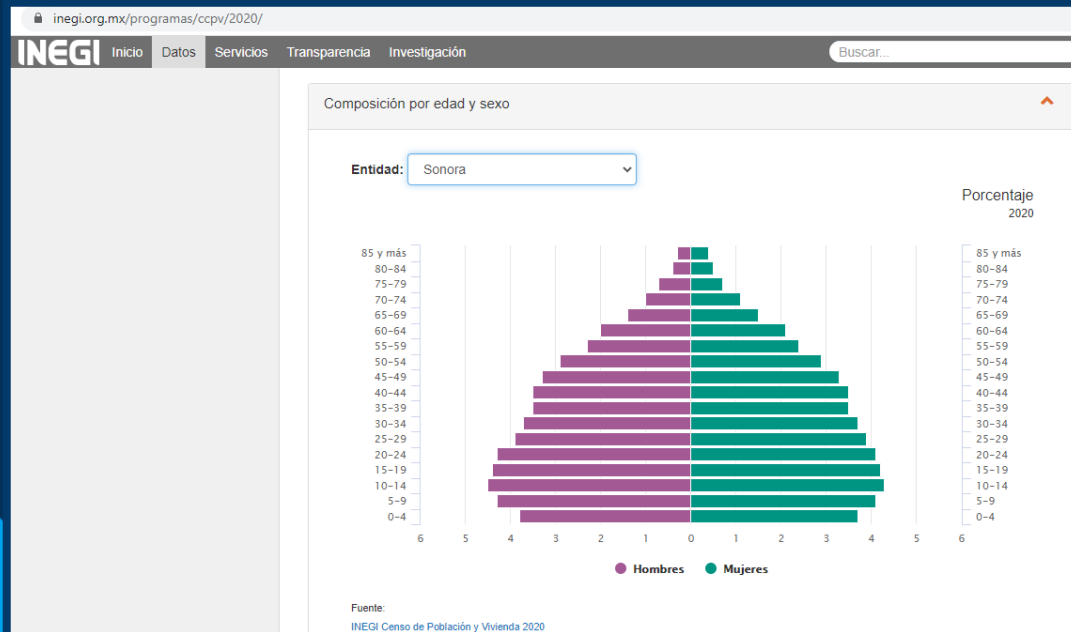 inegi.org.mx/programas/ccpv/2020/
INEGI Inicio Datos Servicios Transparencia Investigación Buscar...
Composición por edad y sexo
Entidad: Sonora
Porcentaje
2020
85 y más 85 y más
80-84 80-84
75-79 75-79
70-74 70-74
65-69 65-69
60-64 60-64
55-59 55-59
50-54 50-54
45-49 45-49
40-44 40-44
35-39 35-39
30-34 30-34
25-29 25-29
20-24 20-24
15-19 15-19
10-14 10-14
5-9 5-9
0-4 0-4
6 5 4 3 2 1 0 1 2 3 4 5 6
Hombres Mujeres
Fuente:
INEGI Censo de Población y Vivienda 2020